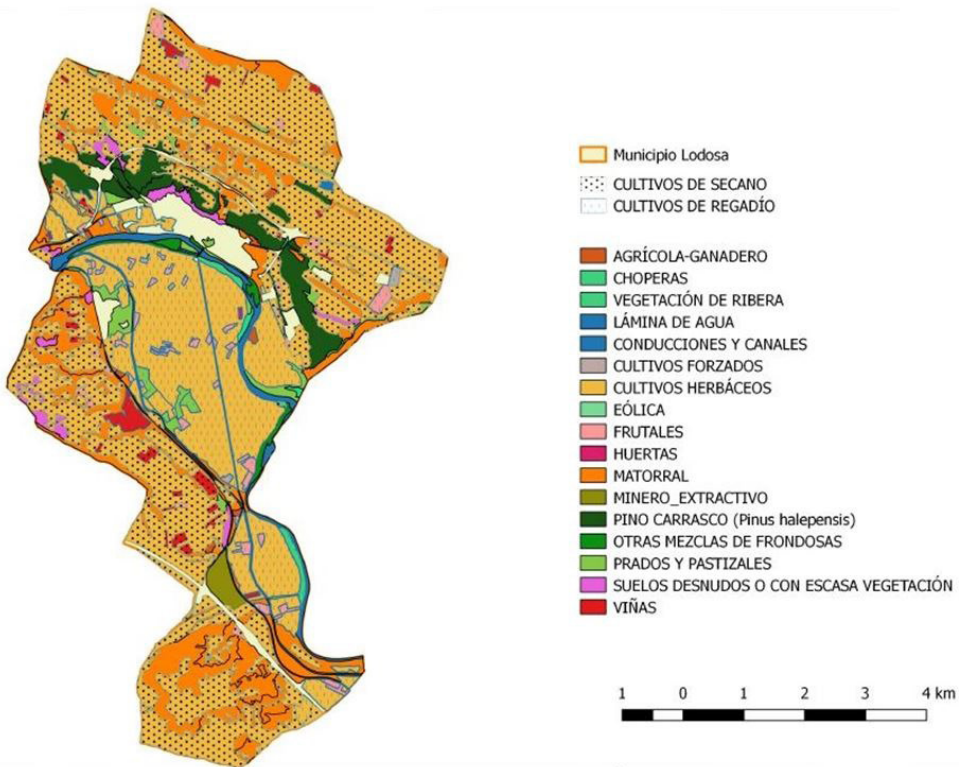 Municipio Lodosa
CULTIVOS DE SECANO
CULTIVOS DE REGADÍO
AGRÍCOLA-GANADERO
CHOPERAS
VEGETACIÓN DE RIBERA
LÁMINA DE AGUA
CONDUCCIONES Y CANALES
CULTIVOS FORZADOS
CULTIVOS HERBÁCEOS
EÓLICA
FRUTALES
HUERTAS
MATORRAL
MINERO_EXTRACTIVO
PINO CARRASCO (Pinus halepensis)
OTRAS MEZCLAS DE FRONDOSAS
PRADOS Y PASTIZALES
SUELOS DESNUDOS O CON ESCASA VEGETACIÓN
VIÑAS
1 0 1 2 3 4 km